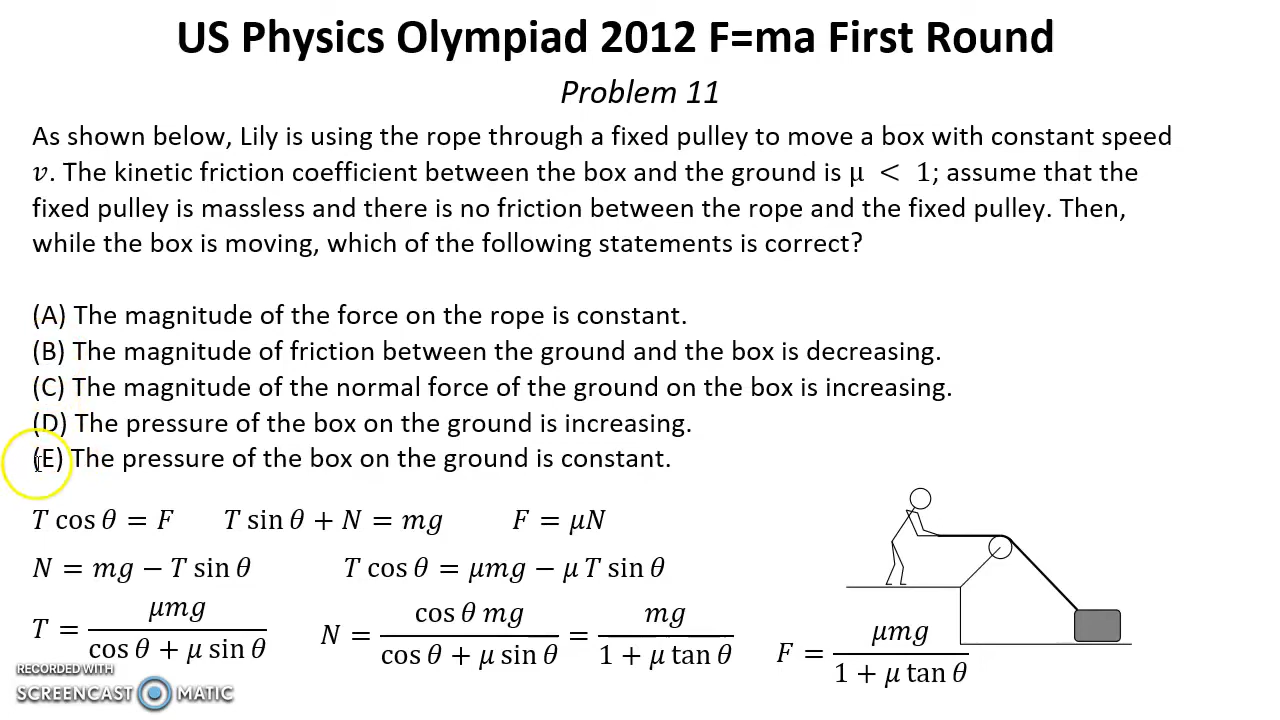 US Physics Olympiad 2012 F=ma First Round
Problem 11
As shown below, Lily is using the rope through a fixed pulley to move a box with constant speed
𝑣. The kinetic friction coefficient between the box and the ground is μ < 1; assume that the
fixed pulley is massless and there is no friction between the rope and the fixed pulley. Then,
while the box is moving, which of the following statements is correct?
(A) The magnitude of the force on the rope is constant.
(B) The magnitude of friction between the ground and the box is decreasing.
(C) The magnitude of the normal force of the ground on the box is increasing.
(D) The pressure of the box on the ground is increasing.
(E) The pressure of the box on the ground is constant.
T cos θ = F T sin θ + N = mg F = μN
N = mg − T sin θ T cos θ = μmg − μ T sin θ
T = μmg / (cos θ + μ sin θ) N = cos θ mg / (cos θ + μ sin θ) = mg / (1 + μ tan θ) F = μmg / (1 + μ tan θ)
RECORDED WITH
SCREENCAST MATIC